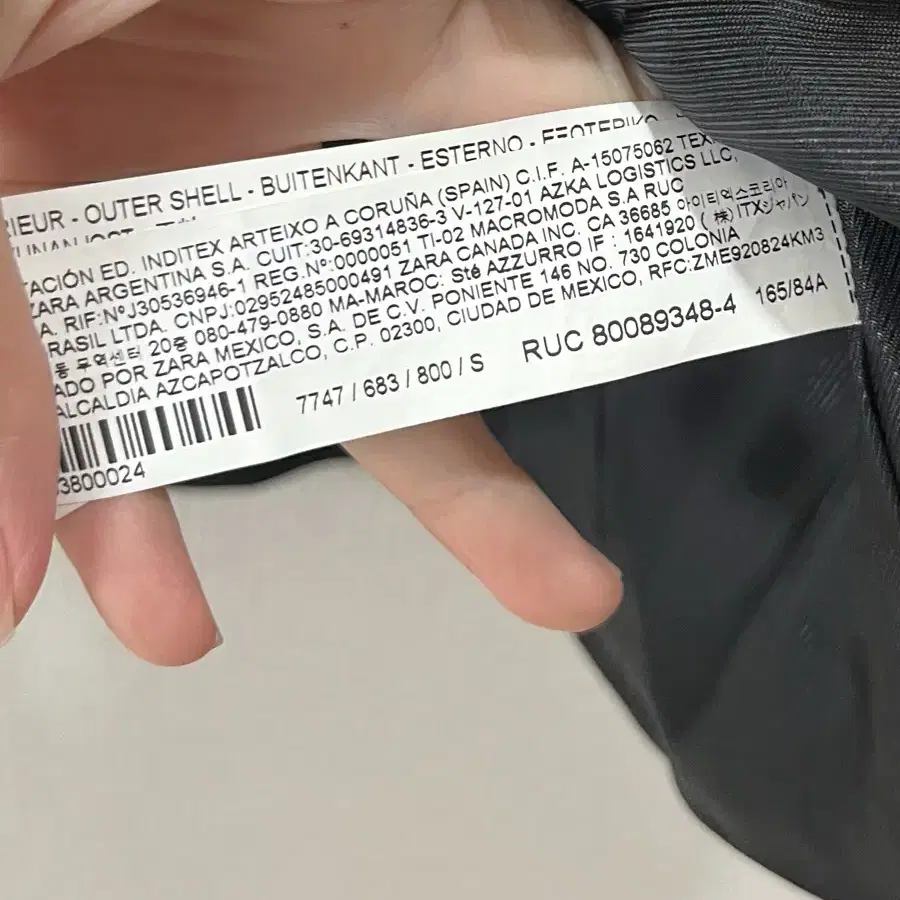 RIEUR - OUTER SHELL - BUITENKANT - ESTERNO -
TACIÓN ED. INDITEX ARTEIXO A CORUÑA (SPAIN) C.I.F. A-15075062 TEX
ZARA ARGENTINA S.A. CUIT:30-69314836-3 V-127-01 AZKA LOGISTICS LLC,
A. RIF:NºJ30536946-1 REG.Nº:0000051 TI-02 MACROMODA S.A RUC
RASIL LTDA. CNPJ:02952485000491 ZARA CANADA INC. CA 36685 아이티엑스코리아
동 무역센터 20층 080-479-0880 MA-MAROC: Sté AZZURRO IF : 1641920 (株)ITXジャパン
ADO POR ZARA MEXICO, S.A. DE C.V. PONIENTE 146 NO. 730 COLONIA
ALCALDIA AZCAPOTZALCO, C.P. 02300, CIUDAD DE MEXICO, RFC:ZME920824KM3
7747 / 683 / 800 / S RUC 80089348-4 165/84A
3800024